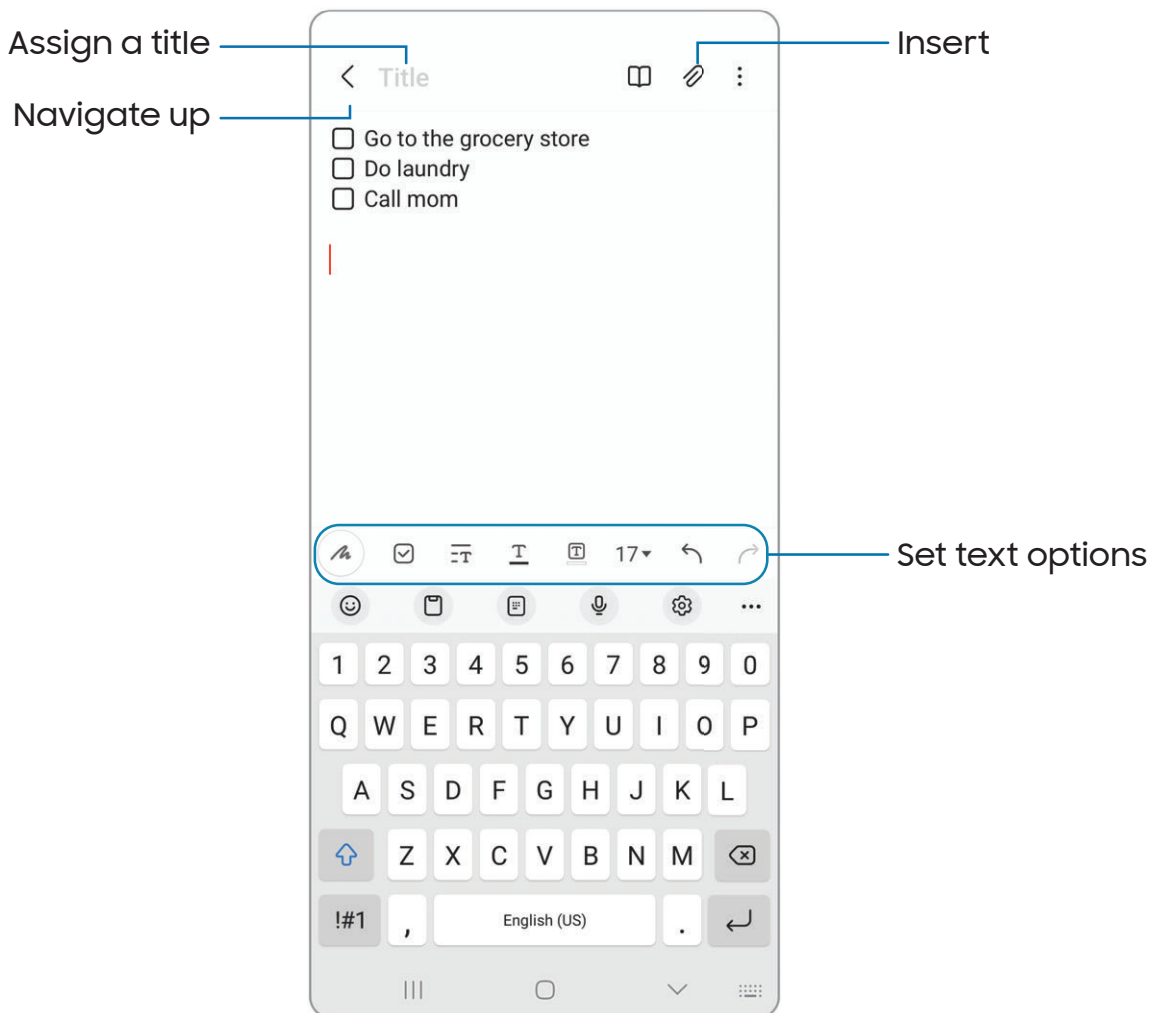 Assign a title
Insert
Title
Navigate up
Go to the grocery store
Do laundry
Call mom
T T T 17
Set text options
1 2 3 4 5 6 7 8 9 0
Q W E R T Y U I O P
A S D F G H J K L
Z X C V B N M
!#1 , English (US) .